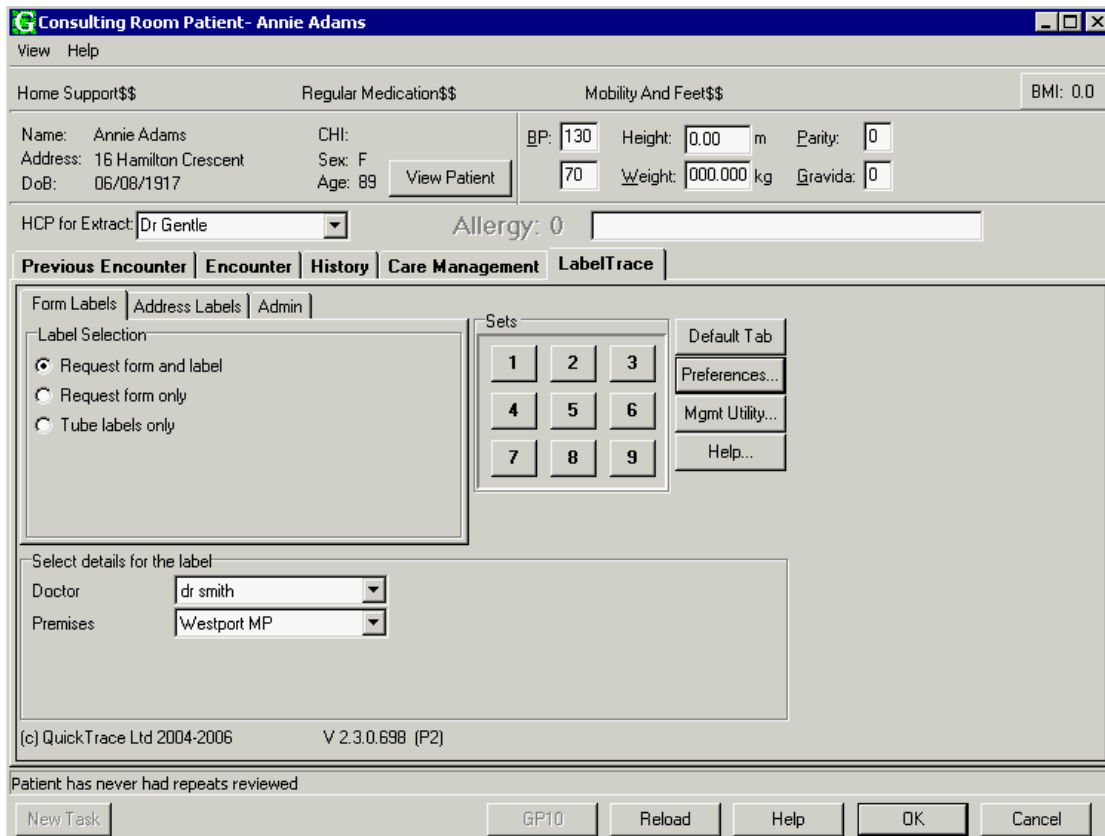 G Consulting Room Patient- Annie Adams
View Help
Home Support$$ Regular Medication$$ Mobility And Feet$$ BMI: 0.0
Name: Annie Adams CHI: BP: 130 Height: 0.00 m Parity: 0
Address: 16 Hamilton Crescent Sex: F
DoB: 06/08/1917 Age: 89 View Patient 70 Weight: 000.000 kg Gravida: 0
HCP for Extract: Dr Gentle Allergy: 0
Previous Encounter Encounter History Care Management LabelTrace
Form Labels Address Labels Admin
Label Selection
Request form and label
Request form only
Tube labels only
Sets
1 2 3
4 5 6
7 8 9
Default Tab
Preferences...
Mgmt Utility...
Help...
Select details for the label
Doctor dr smith
Premises Westport MP
(c) QuickTrace Ltd 2004-2006 V 2.3.0.698 (P2)
Patient has never had repeats reviewed
New Task GP10 Reload Help OK Cancel